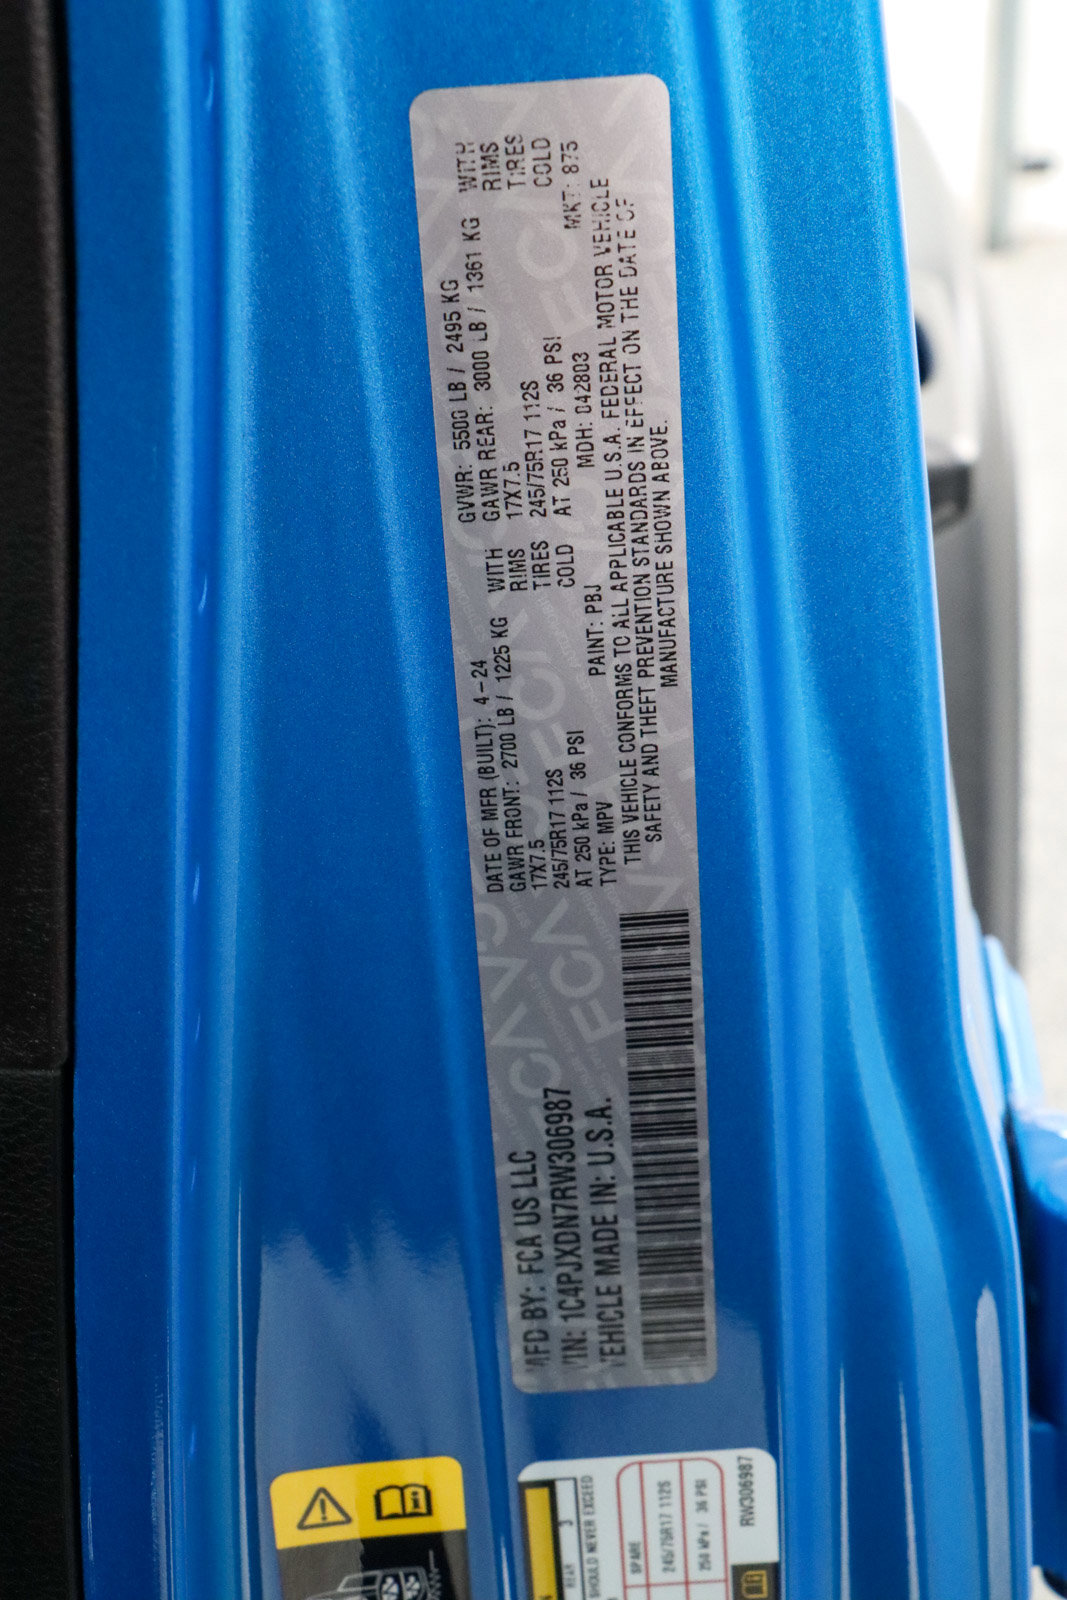 MFD BY: FCA US LLC
VIN: 1C4PJXDN7RW306987
VEHICLE MADE IN: U.S.A.
DATE OF MFR (BUILT): 4-24
GVWR: 5500 LB / 2495 KG
GAWR FRONT: 2700 LB / 1225 KG WITH
GAWR REAR: 3000 LB / 1361 KG WITH
17X7.5 RIMS
17X7.5 RIMS
245/75R17 112S TIRES
245/75R17 112S TIRES
AT 250 kPa / 36 PSI COLD
AT 250 kPa / 36 PSI COLD
TYPE: MPV PAINT: PBJ MDH: 042803 MKT: 875
THIS VEHICLE CONFORMS TO ALL APPLICABLE U.S.A. FEDERAL MOTOR VEHICLE
SAFETY AND THEFT PREVENTION STANDARDS IN EFFECT ON THE DATE OF
MANUFACTURE SHOWN ABOVE.
REAR 3
SHOULD NEVER EXCEED
SPARE
245/75R17 112S
250 kPa / 36 PSI
RW306987